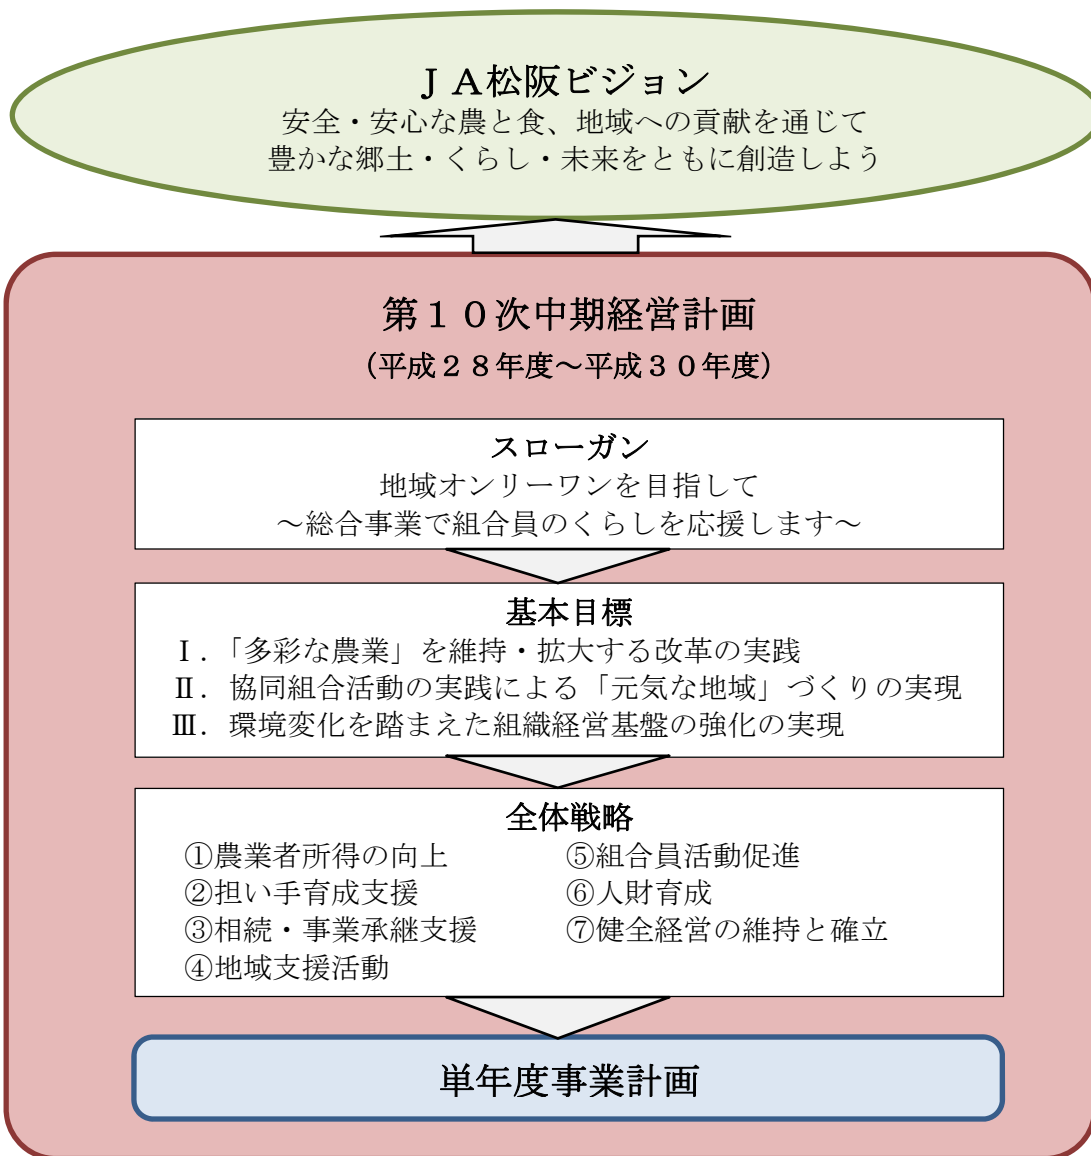 ＪＡ松阪ビジョン
安全・安心な農と食、地域への貢献を通じて
豊かな郷土・くらし・未来をともに創造しよう
第１０次中期経営計画
（平成２８年度～平成３０年度）
スローガン
地域オンリーワンを目指して
～総合事業で組合員のくらしを応援します～
基本目標
Ⅰ．「多彩な農業」を維持・拡大する改革の実践
Ⅱ．協同組合活動の実践による「元気な地域」づくりの実現
Ⅲ．環境変化を踏まえた組織経営基盤の強化の実現
全体戦略
①農業者所得の向上
②担い手育成支援
③相続・事業承継支援
④地域支援活動
⑤組合員活動促進
⑥人財育成
⑦健全経営の維持と確立
単年度事業計画